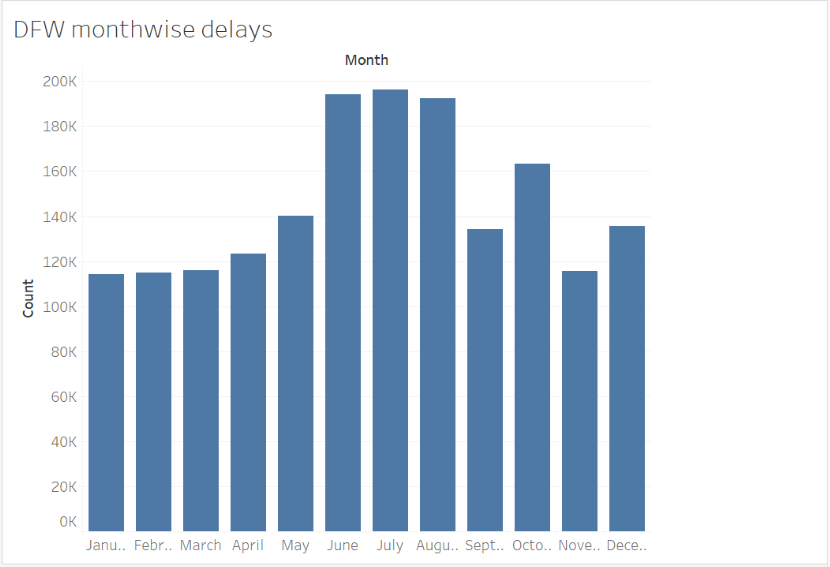 DFW monthwise delays
Month
200K
180K
160K
140K
120K
100K
80K
60K
40K
20K
0K
Count
Janu.. Febr.. March April May June July Augu.. Sept.. Octo.. Nove.. Dece..